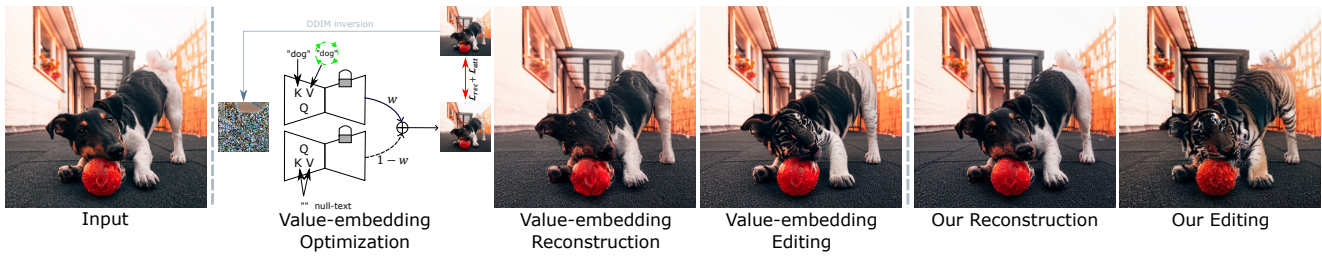 DDIM inversion
"dog" "dog"
K V
Q
w
ℒrec + ℒatt
Q
K V
1 − w
"" null-text
Input
Value-embedding
Optimization
Value-embedding
Reconstruction
Value-embedding
Editing
Our Reconstruction
Our Editing